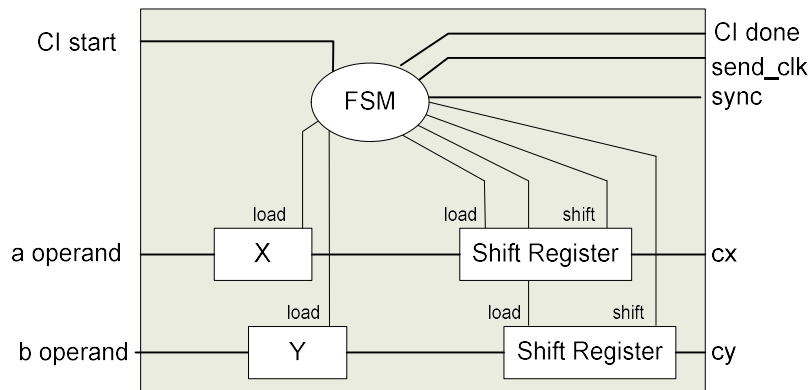 CI start
CI done
send_clk
FSM
sync
load
load
shift
a operand
X
Shift Register
cx
load
load
shift
b operand
Y
Shift Register
cy